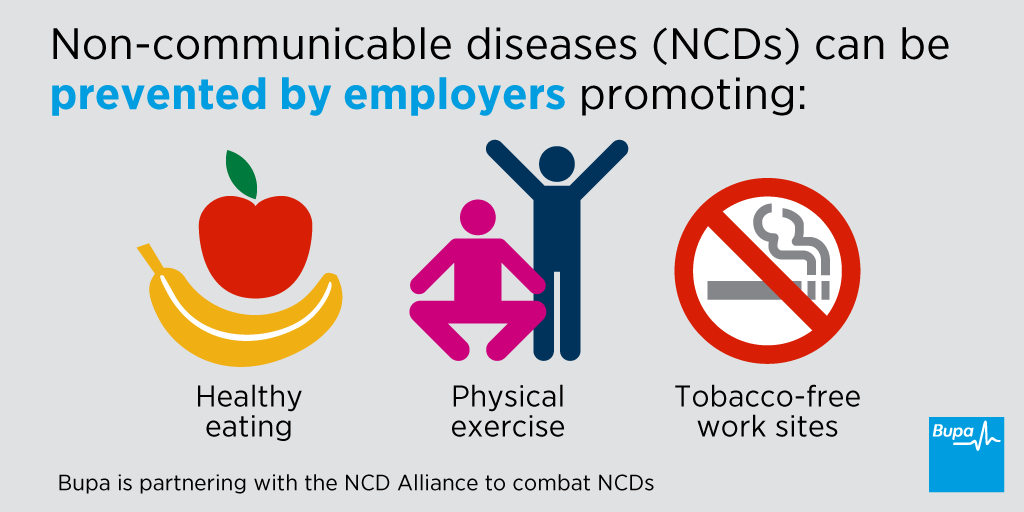 Non-communicable diseases (NCDs) can be
prevented by employers promoting:
Healthy
eating
Physical
exercise
Tobacco-free
work sites
Bupa
Bupa is partnering with the NCD Alliance to combat NCDs